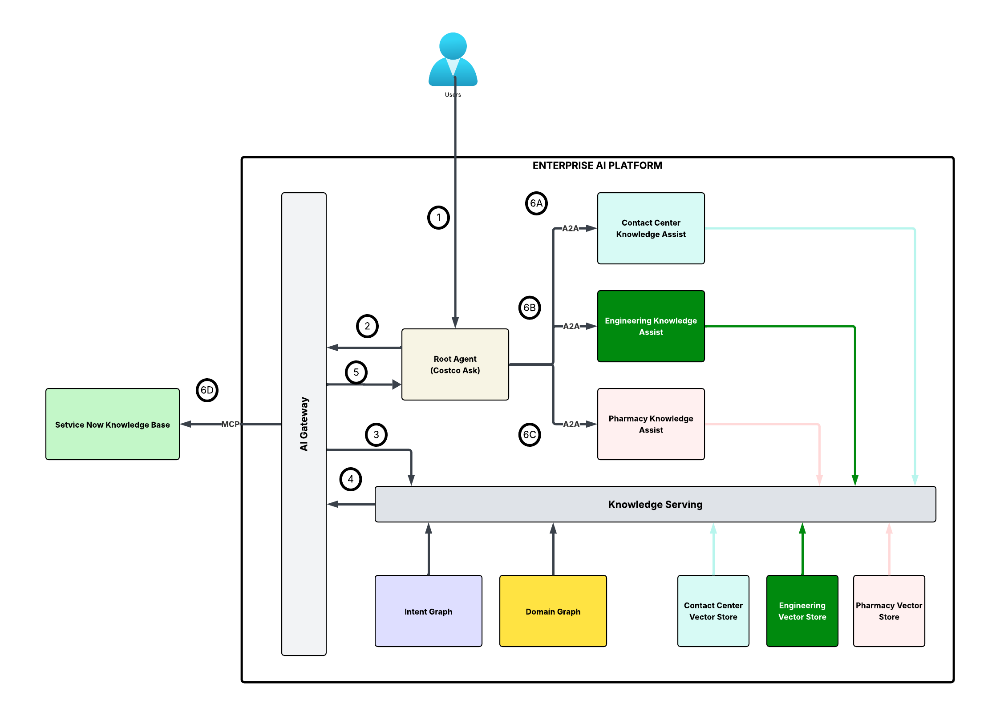 Users
ENTERPRISE AI PLATFORM
6A
1
A2A
Contact Center
Knowledge Assist
6B
2
A2A
Engineering Knowledge
Assist
Root Agent
(Costco Ask)
5
6D
Setvice Now Knowledge Base
MCP
AI Gateway
3
6C
A2A
Pharmacy Knowledge
Assist
4
Knowledge Serving
Intent Graph
Domain Graph
Contact Center
Vector Store
Engineering
Vector Store
Pharmacy Vector
Store